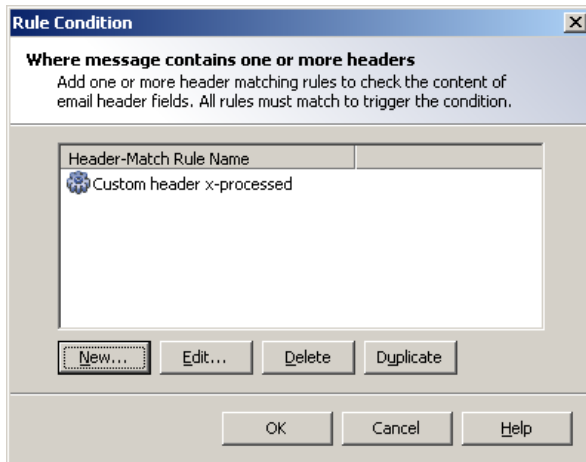 Rule Condition
Where message contains one or more headers
Add one or more header matching rules to check the content of
email header fields. All rules must match to trigger the condition.
Header-Match Rule Name
Custom header x-processed
New... Edit... Delete Duplicate
OK Cancel Help